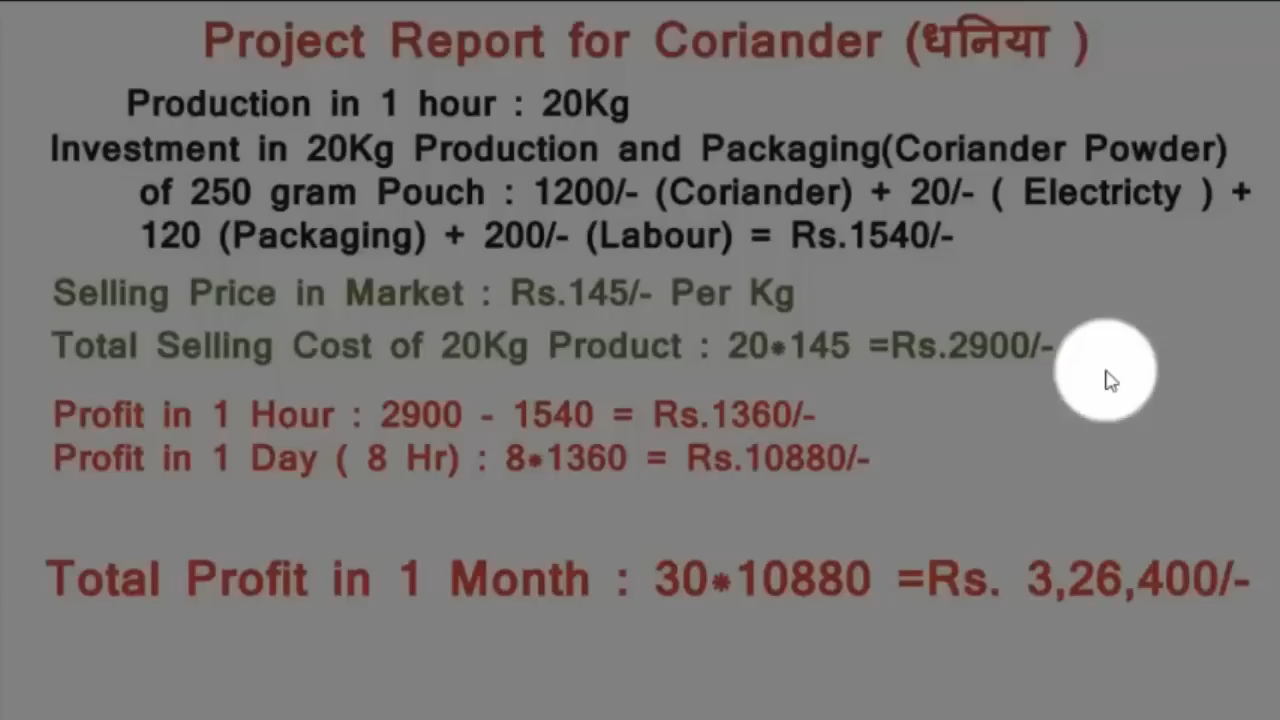 Project Report for Coriander (धनिया )
Production in 1 hour : 20Kg
Investment in 20Kg Production and Packaging(Coriander Powder)
of 250 gram Pouch : 1200/- (Coriander) + 20/- ( Electricty ) +
120 (Packaging) + 200/- (Labour) = Rs.1540/-
Selling Price in Market : Rs.145/- Per Kg
Total Selling Cost of 20Kg Product : 20*145 =Rs.2900/-
Profit in 1 Hour : 2900 - 1540 = Rs.1360/-
Profit in 1 Day ( 8 Hr) : 8*1360 = Rs.10880/-
Total Profit in 1 Month : 30*10880 =Rs. 3,26,400/-